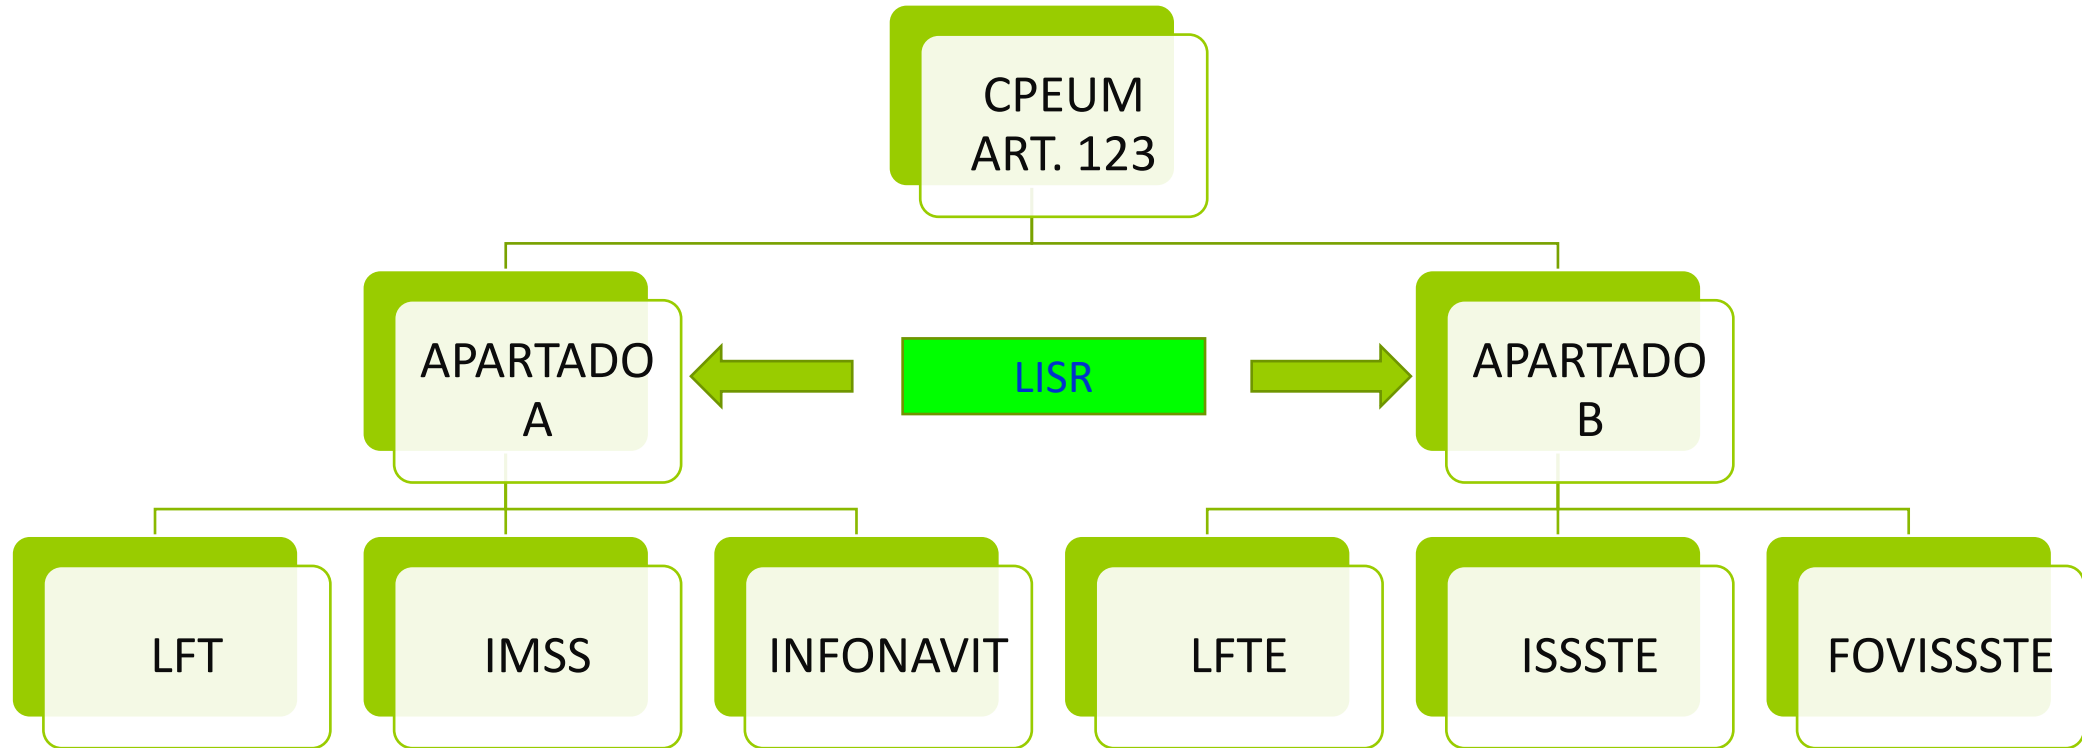 CPEUM
ART. 123
APARTADO
A
LISR
APARTADO
B
LFT
IMSS
INFONAVIT
LFTE
ISSSTE
FOVISSSTE